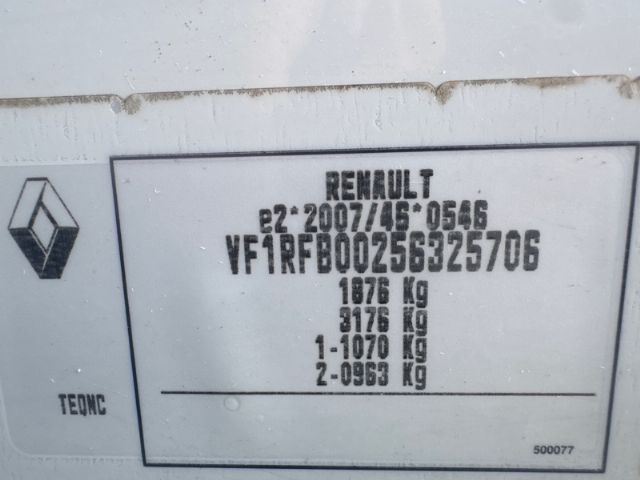 RENAULT
e2*2007/46*0546
VF1RFB00256325706
1876 Kg
3176 Kg
1-1070 Kg
2-0963 Kg
TEQNC
500077